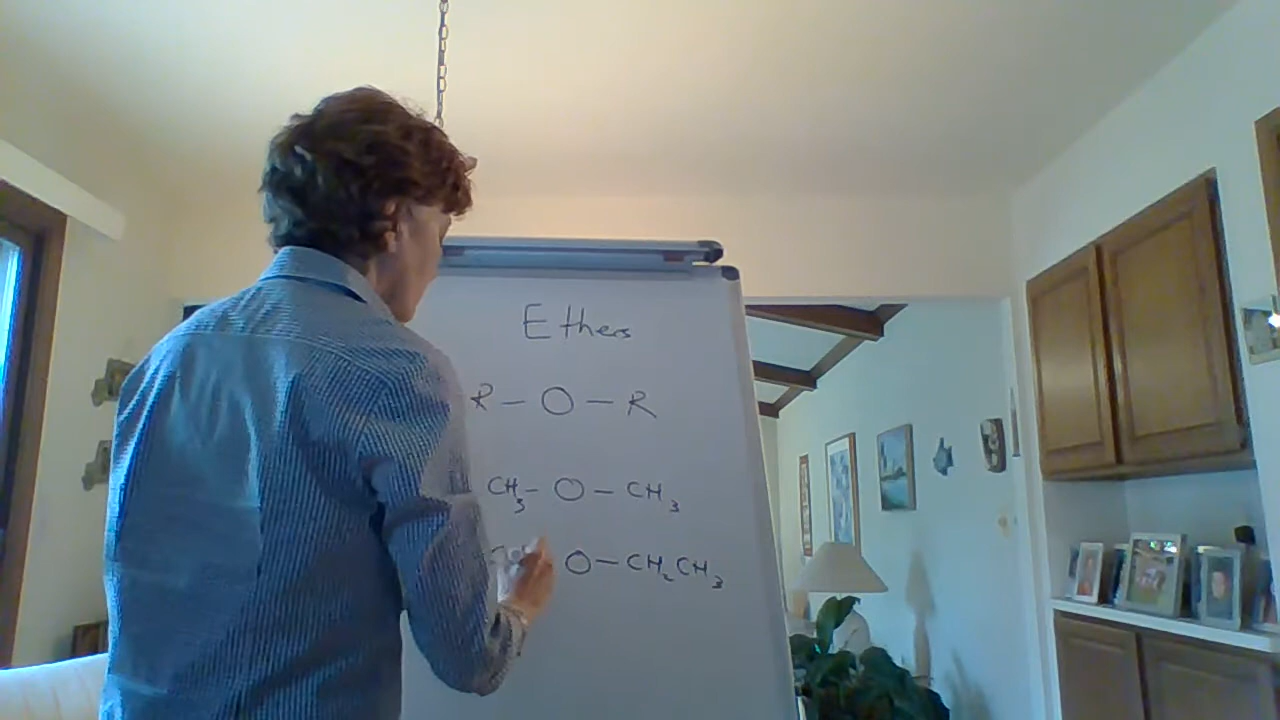 Ethers
R - O - R
CH₃ - O - CH₃
O - CH₂CH₃